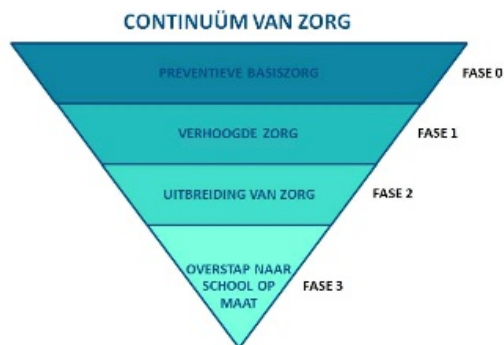 CONTINUÜM VAN ZORG
PREVENTIEVE BASISZORG
FASE 0
VERHOOGDE ZORG
FASE 1
UITBREIDING VAN ZORG
FASE 2
OVERSTAP NAAR
SCHOOL OP
MAAT
FASE 3